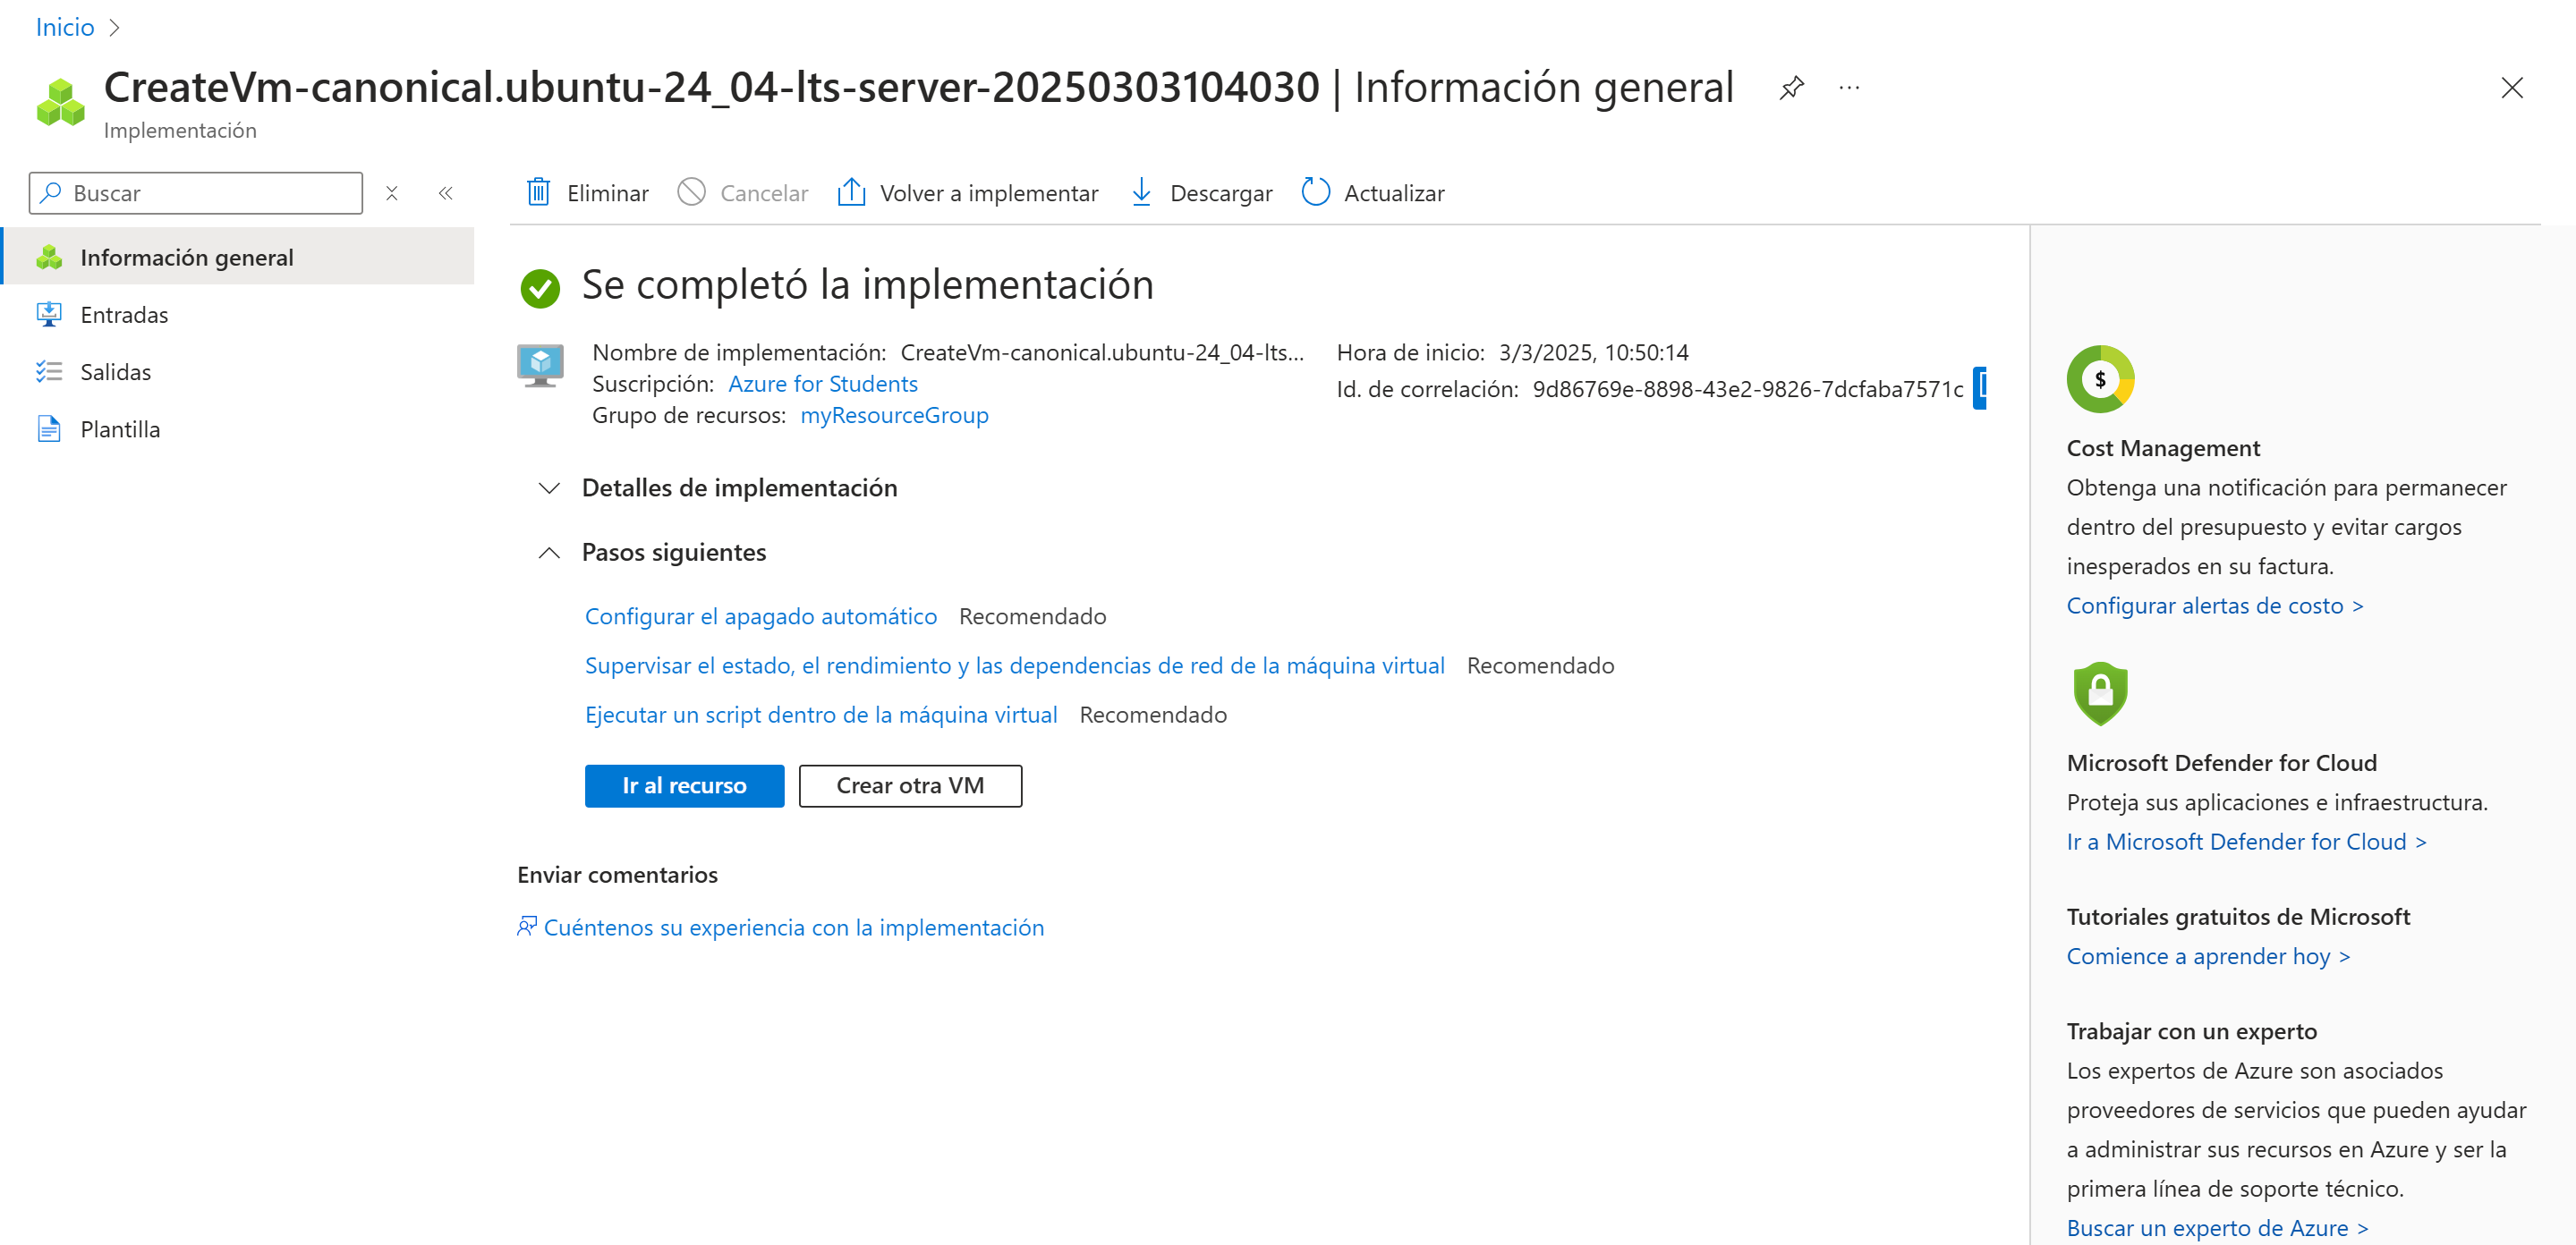 Inicio
CreateVm-canonical.ubuntu-24_04-lts-server-20250303104030 | Información general
Implementación
Buscar
Eliminar
Cancelar
Volver a implementar
Descargar
Actualizar
Información general
Entradas
Salidas
Plantilla
Se completó la implementación
Nombre de implementación: CreateVm-canonical.ubuntu-24_04-lts...
Suscripción: Azure for Students
Grupo de recursos: myResourceGroup
Hora de inicio: 3/3/2025, 10:50:14
Id. de correlación: 9d86769e-8898-43e2-9826-7dcfaba7571c
Detalles de implementación
Pasos siguientes
Configurar el apagado automático Recomendado
Supervisar el estado, el rendimiento y las dependencias de red de la máquina virtual Recomendado
Ejecutar un script dentro de la máquina virtual Recomendado
Ir al recurso
Crear otra VM
Enviar comentarios
Cuéntenos su experiencia con la implementación
$
Cost Management
Obtenga una notificación para permanecer
dentro del presupuesto y evitar cargos
inesperados en su factura.
Configurar alertas de costo >
Microsoft Defender for Cloud
Proteja sus aplicaciones e infraestructura.
Ir a Microsoft Defender for Cloud >
Tutoriales gratuitos de Microsoft
Comience a aprender hoy >
Trabajar con un experto
Los expertos de Azure son asociados
proveedores de servicios que pueden ayudar
a administrar sus recursos en Azure y ser la
primera línea de soporte técnico.
Buscar un experto de Azure >